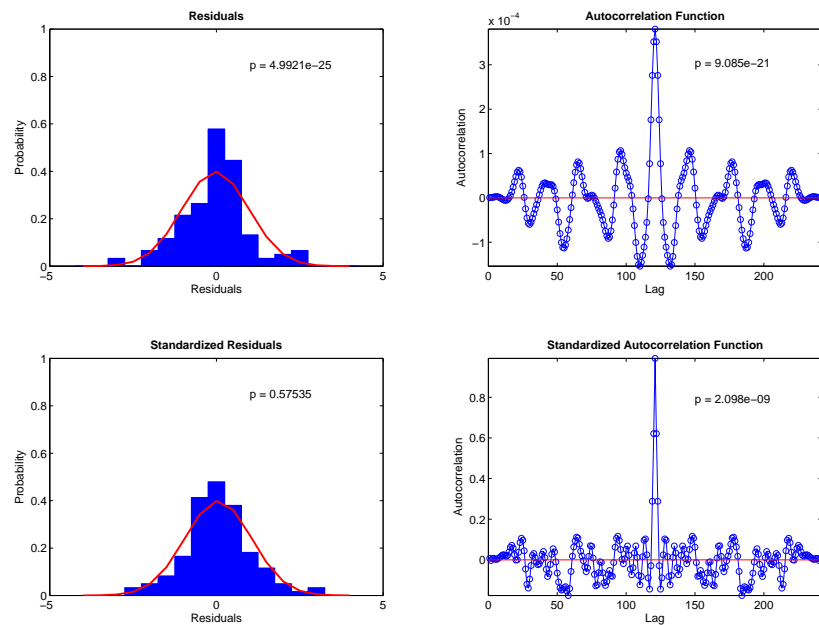 Residuals
Probability
1
0.8
0.6
0.4
0.2
0
−5
0
5
Residuals
p = 4.9921e−25
Autocorrelation Function
x 10
−4
Autocorrelation
3
2
1
0
−1
0
50
100
150
200
Lag
p = 9.085e−21
Standardized Residuals
Probability
1
0.8
0.6
0.4
0.2
0
−5
0
5
Residuals
p = 0.57535
Standardized Autocorrelation Function
Autocorrelation
0.8
0.6
0.4
0.2
0
0
50
100
150
200
Lag
p = 2.098e−09